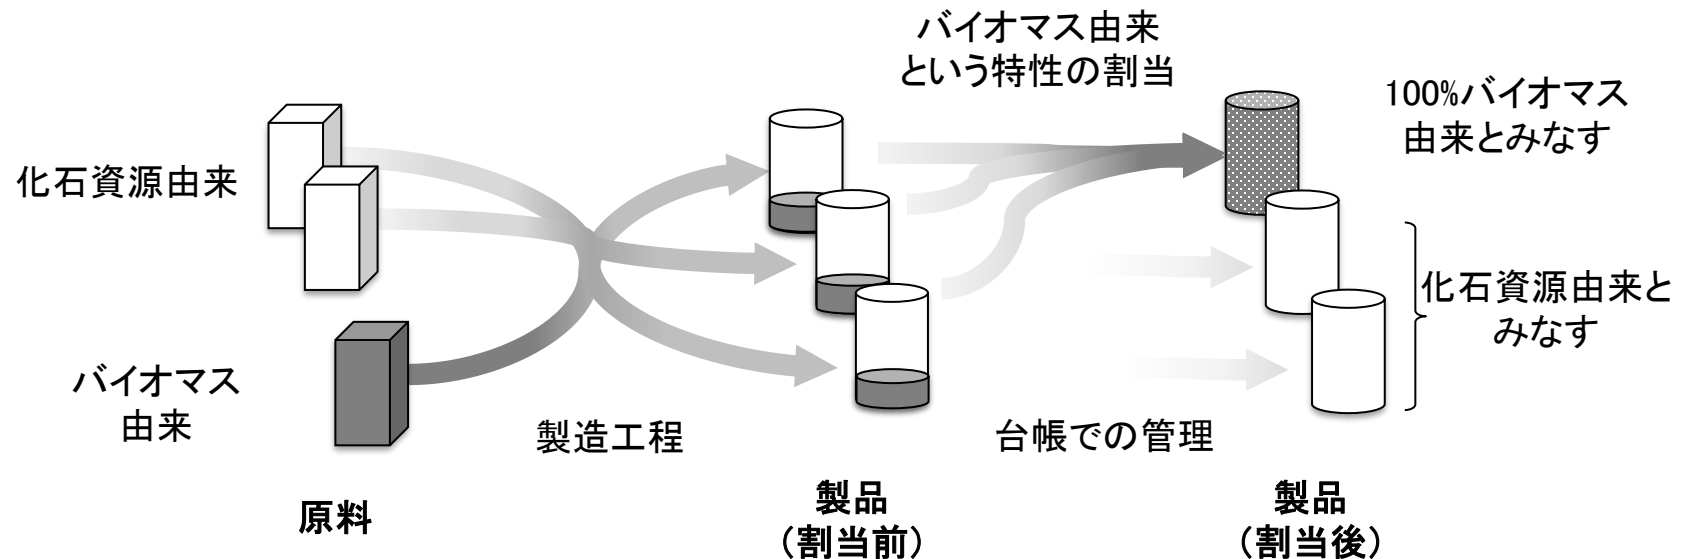 バイオマス由来
という特性の割当
100%バイオマス
由来とみなす
化石資源由来
化石資源由来と
みなす
バイオマス
由来
製造工程
台帳での管理
原料
製品
（割当前）
製品
（割当後）